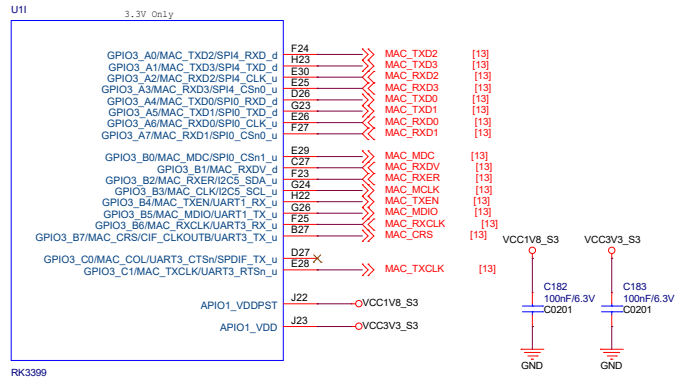 U1I
3.3V Only
GPIO3_A0/MAC_TXD2/SPI4_RXD_d F24 MAC_TXD2 [13]
GPIO3_A1/MAC_TXD3/SPI4_TXD_d H23 MAC_TXD3 [13]
GPIO3_A2/MAC_RXD2/SPI4_CLK_u E30 MAC_RXD2 [13]
GPIO3_A3/MAC_RXD3/SPI4_CSn0_u E25 MAC_RXD3 [13]
GPIO3_A4/MAC_TXD0/SPI0_RXD_d D26 MAC_TXD0 [13]
GPIO3_A5/MAC_TXD1/SPI0_TXD_d G23 MAC_TXD1 [13]
GPIO3_A6/MAC_RXD0/SPI0_CLK_u E26 MAC_RXD0 [13]
GPIO3_A7/MAC_RXD1/SPI0_CSn0_u F27 MAC_RXD1 [13]
GPIO3_B0/MAC_MDC/SPI0_CSn1_u E29 MAC_MDC [13]
GPIO3_B1/MAC_RXDV_d C27 MAC_RXDV [13]
GPIO3_B2/MAC_RXER/I2C5_SDA_u F23 MAC_RXER [13]
GPIO3_B3/MAC_CLK/I2C5_SCL_u G24 MAC_MCLK [13]
GPIO3_B4/MAC_TXEN/UART1_RX_u H22 MAC_TXEN [13]
GPIO3_B5/MAC_MDIO/UART1_TX_u G26 MAC_MDIO [13]
GPIO3_B6/MAC_RXCLK/UART3_RX_u F25 MAC_RXCLK [13]
GPIO3_B7/MAC_CRS/CIF_CLKOUTB/UART3_TX_u B27 MAC_CRS [13]
GPIO3_C0/MAC_COL/UART3_CTSn/SPDIF_TX_u D27
GPIO3_C1/MAC_TXCLK/UART3_RTSn_u E28 MAC_TXCLK [13]
APIO1_VDDPST J22 VCC1V8_S3
APIO1_VDD J23 VCC3V3_S3
RK3399
VCC1V8_S3
C182
100nF/6.3V
C0201
GND
VCC3V3_S3
C183
100nF/6.3V
C0201
GND